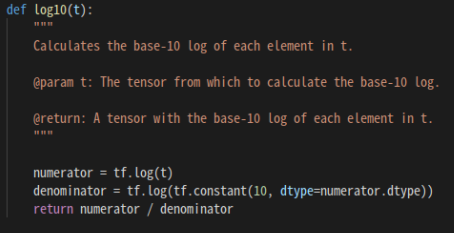 def log10(t):
"""
Calculates the base-10 log of each element in t.
@param t: The tensor from which to calculate the base-10 log.
@return: A tensor with the base-10 log of each element in t.
"""
numerator = tf.log(t)
denominator = tf.log(tf.constant(10, dtype=numerator.dtype))
return numerator / denominator